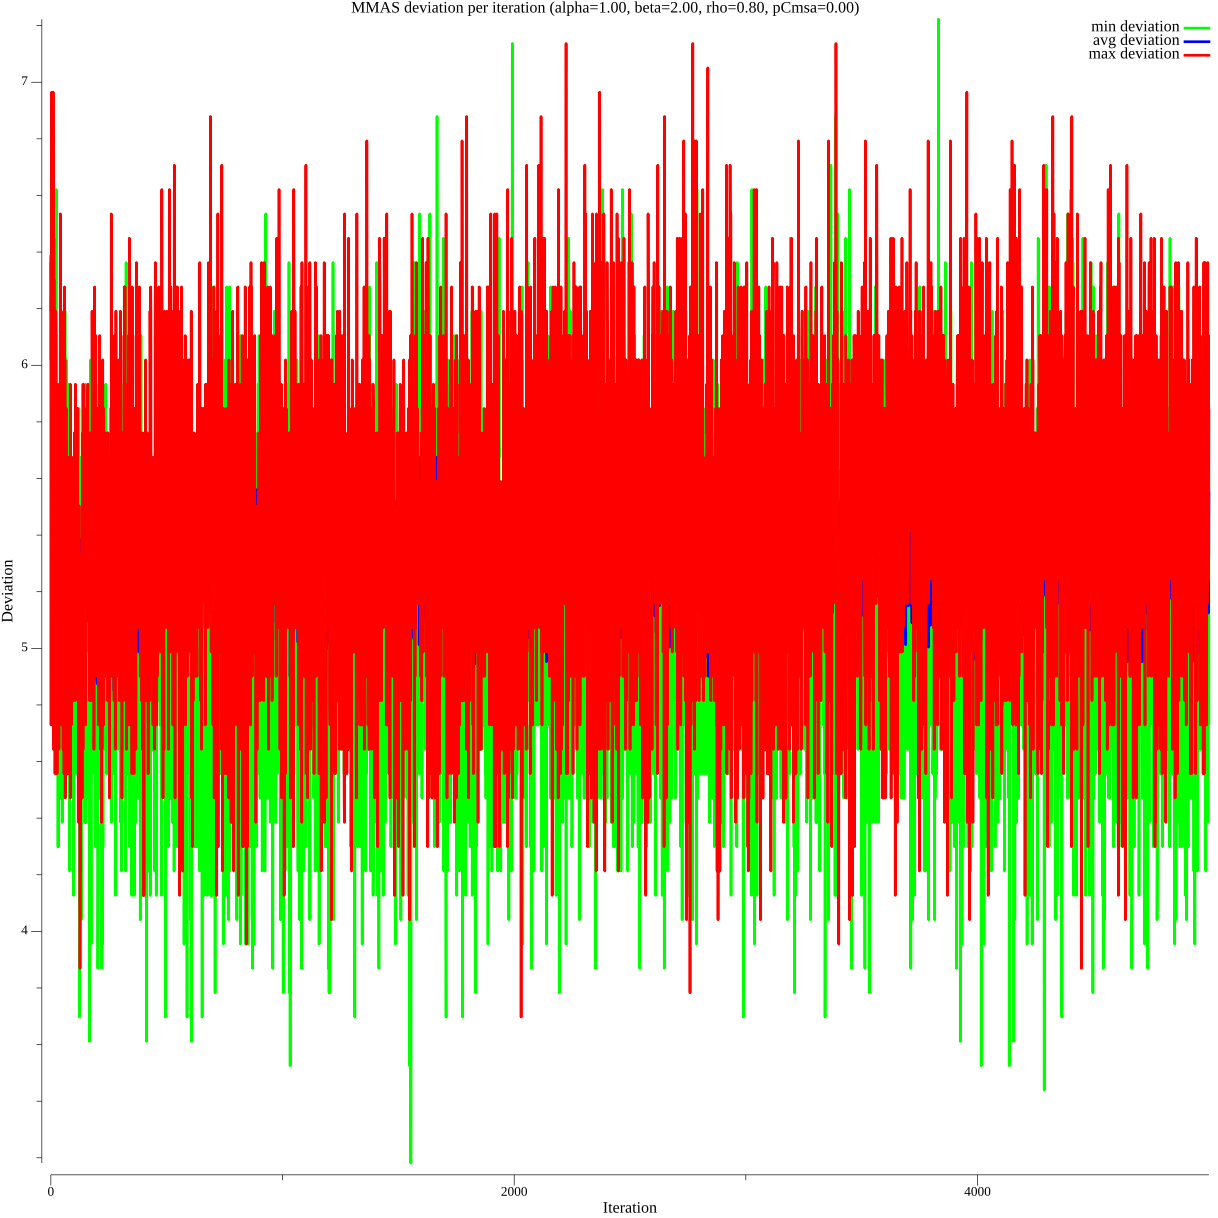 MMAS deviation per iteration (alpha=1.00, beta=2.00, rho=0.80, pCmsa=0.00)
min deviation
avg deviation
max deviation
7
6
5
4
Deviation
0
2000
4000
Iteration